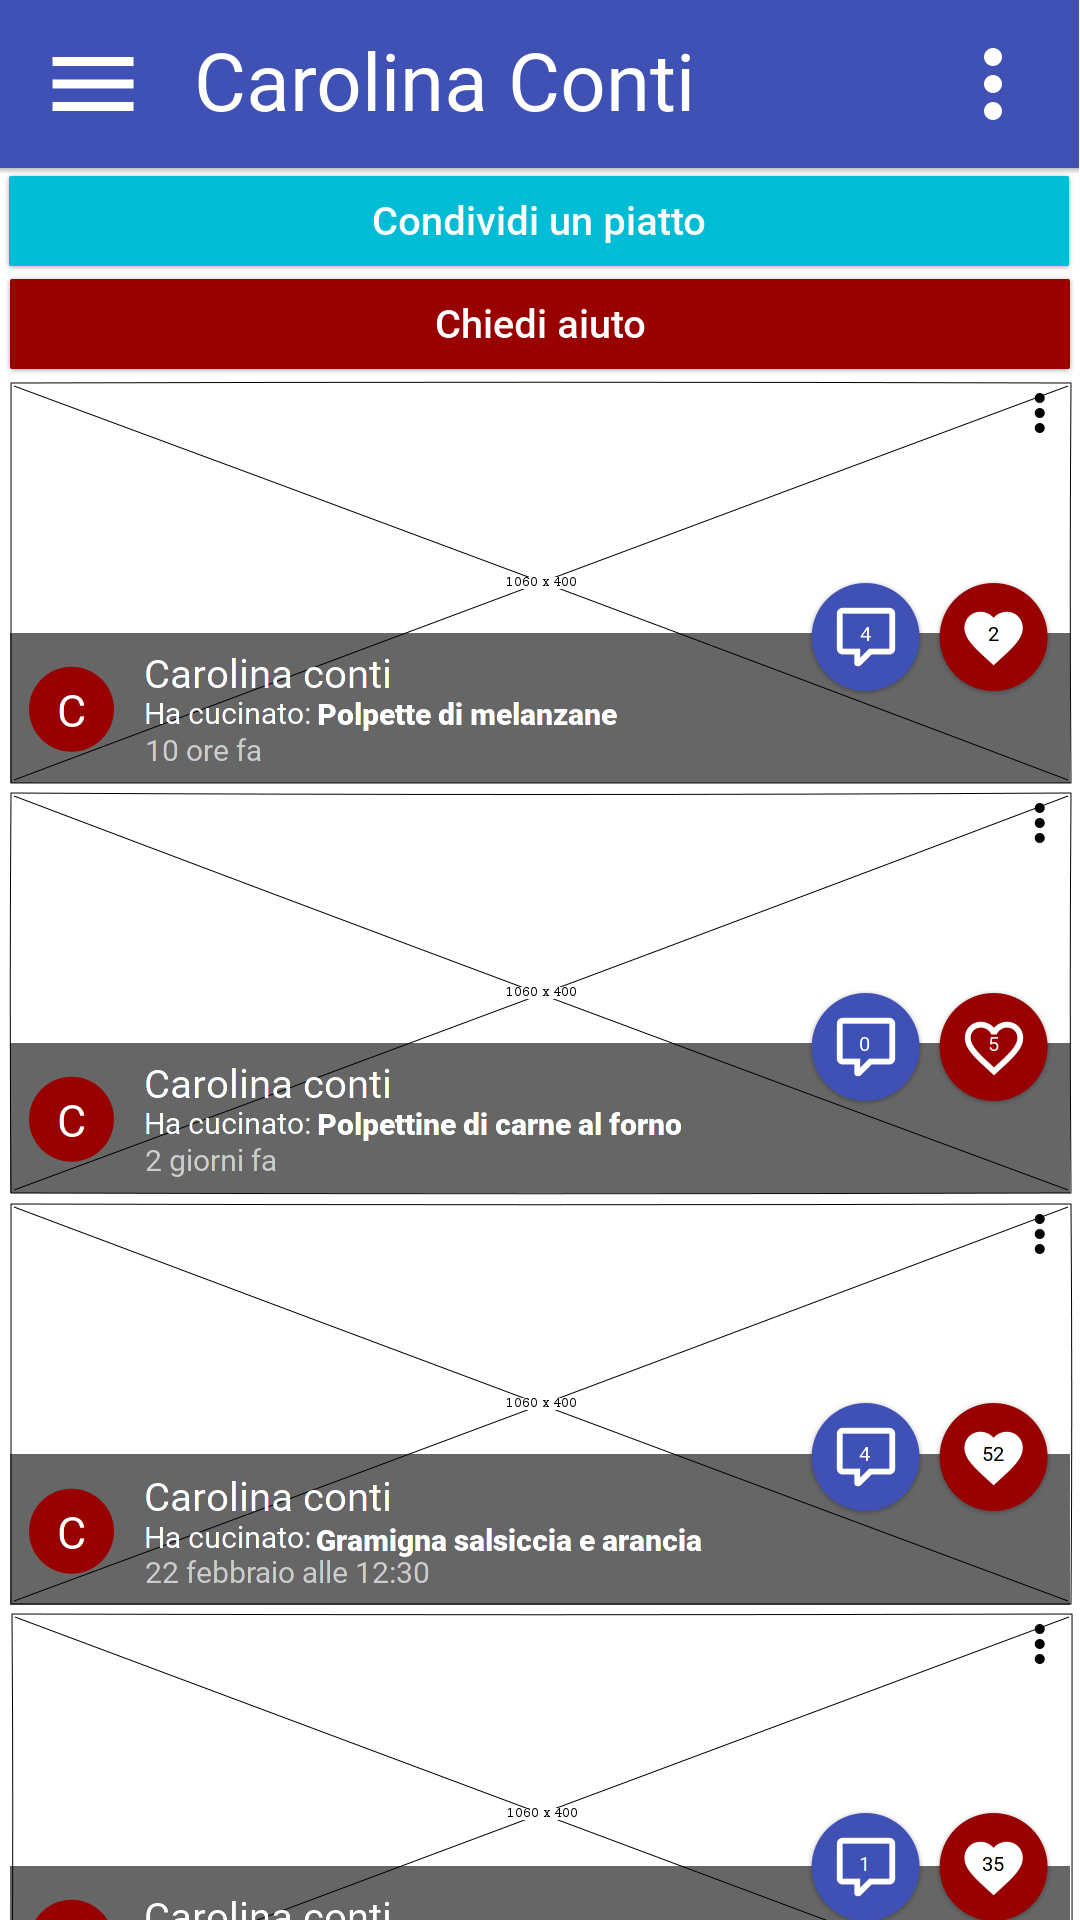 Carolina Conti
Condividi un piatto
Chiedi aiuto
1060 x 400
4
2
C
Carolina conti
Ha cucinato: Polpette di melanzane
10 ore fa
1060 x 400
0
5
C
Carolina conti
Ha cucinato: Polpettine di carne al forno
2 giorni fa
1060 x 400
4
52
C
Carolina conti
Ha cucinato: Gramigna salsiccia e arancia
22 febbraio alle 12:30
1060 x 400
1
35
Carolina conti